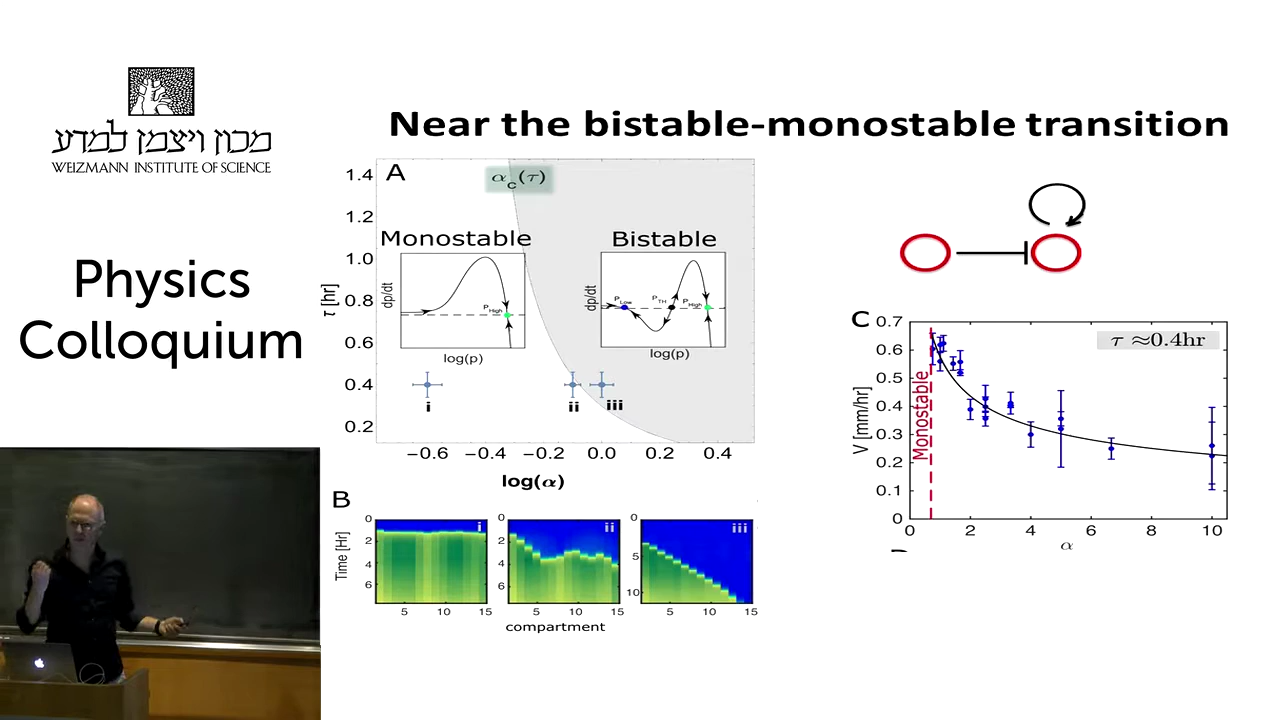 מכון ויצמן למדע
WEIZMANN INSTITUTE OF SCIENCE
Physics
Colloquium
Near the bistable-monostable transition
A
α_c(τ)
1.4
1.2
1.0
0.8
0.6
0.4
0.2
τ [hr]
Monostable
dp/dt
P_High
log(p)
Bistable
dp/dt
P_Low
P_TH
P_High
log(p)
i
ii
iii
−0.6 −0.4 −0.2 0.0 0.2 0.4
log(α)
B
Time [Hr]
0
2
4
6
i
5 10 15
0
2
4
6
ii
5 10 15
0
5
10
iii
5 10 15
compartment
C
0.7
0.6
0.5
0.4
0.3
0.2
0.1
0
V [mm/hr]
Monostable
τ ≈0.4hr
0 2 4 6 8 10
α